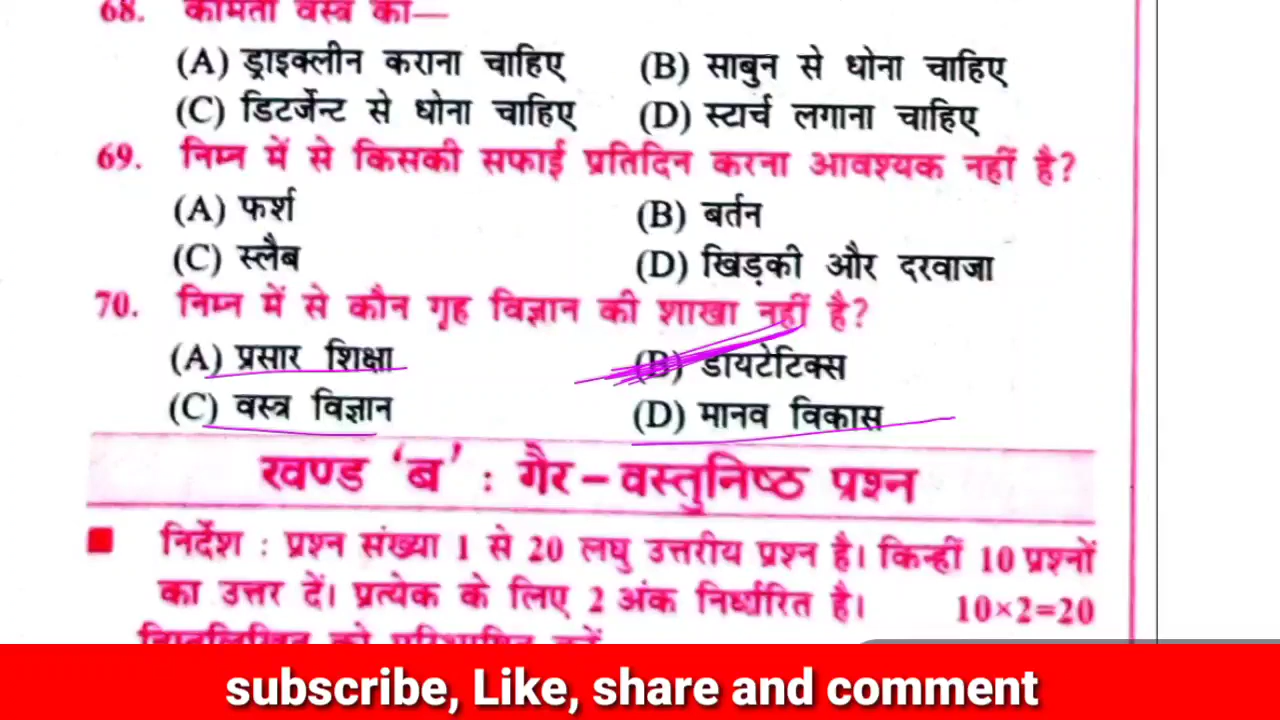 68. कीमती वस्त्र को—
(A) ड्राइक्लीन कराना चाहिए (B) साबुन से धोना चाहिए
(C) डिटर्जेन्ट से धोना चाहिए (D) स्टार्च लगाना चाहिए
69. निम्न में से किसकी सफाई प्रतिदिन करना आवश्यक नहीं है?
(A) फर्श (B) बर्तन
(C) स्लैब (D) खिड़की और दरवाजा
70. निम्न में से कौन गृह विज्ञान की शाखा नहीं है?
(A) प्रसार शिक्षा (B) डायटेटिक्स
(C) वस्त्र विज्ञान (D) मानव विकास
खण्ड ‘ब’ : गैर – वस्तुनिष्ठ प्रश्न
निर्देश : प्रश्न संख्या 1 से 20 लघु उत्तरीय प्रश्न है। किन्हीं 10 प्रश्नों
का उत्तर दें। प्रत्येक के लिए 2 अंक निर्धारित है। 10×2=20
subscribe, Like, share and comment